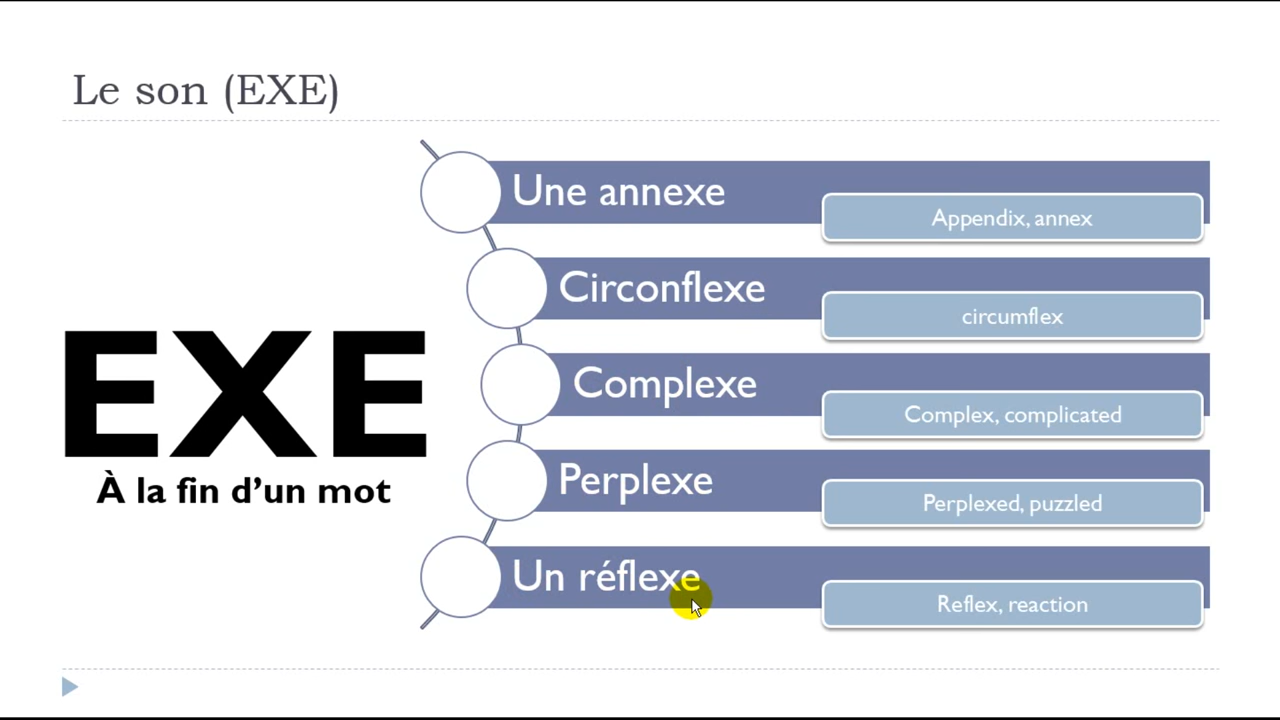 Le son (EXE)
EXE
À la fin d’un mot
Une annexe
Appendix, annex
Circonflexe
circumflex
Complexe
Complex, complicated
Perplexe
Perplexed, puzzled
Un réflexe
Reflex, reaction